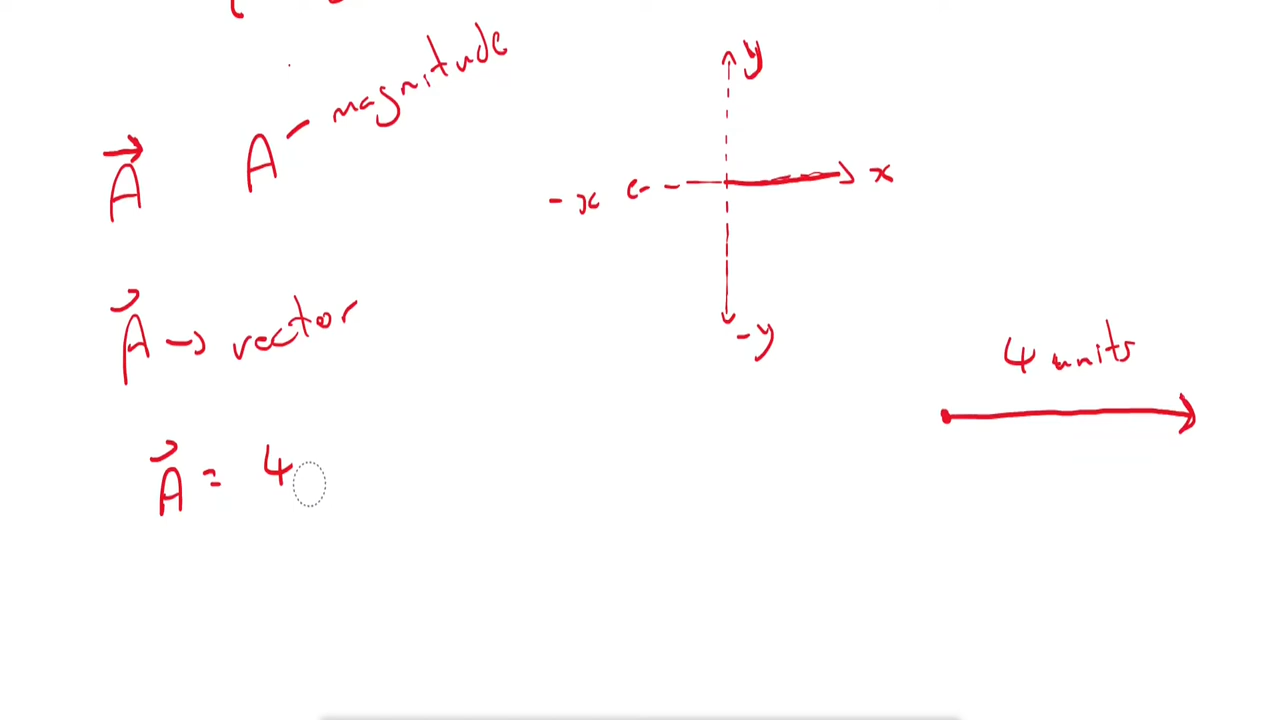 A - magnitude
A
y
x
- x
-y
A → vector
4 units
A = 4